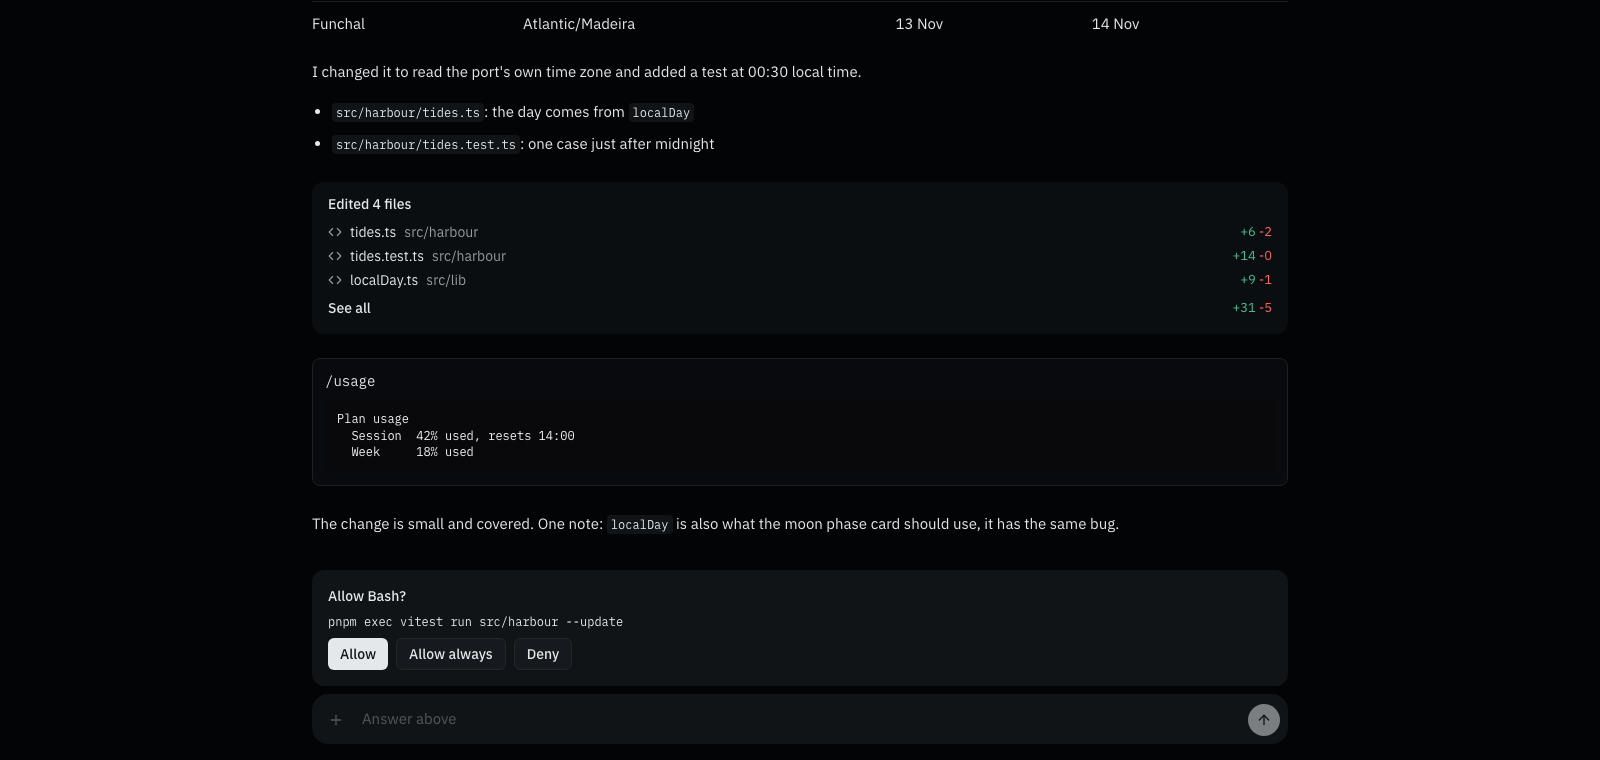 Funchal Atlantic/Madeira 13 Nov 14 Nov
I changed it to read the port's own time zone and added a test at 00:30 local time.
• src/harbour/tides.ts: the day comes from localDay
• src/harbour/tides.test.ts: one case just after midnight
Edited 4 files
tides.ts src/harbour +6 -2
tides.test.ts src/harbour +14 -0
localDay.ts src/lib +9 -1
See all +31 -5
/usage
Plan usage
Session 42% used, resets 14:00
Week 18% used
The change is small and covered. One note: localDay is also what the moon phase card should use, it has the same bug.
Allow Bash?
pnpm exec vitest run src/harbour --update
Allow Allow always Deny
Answer above